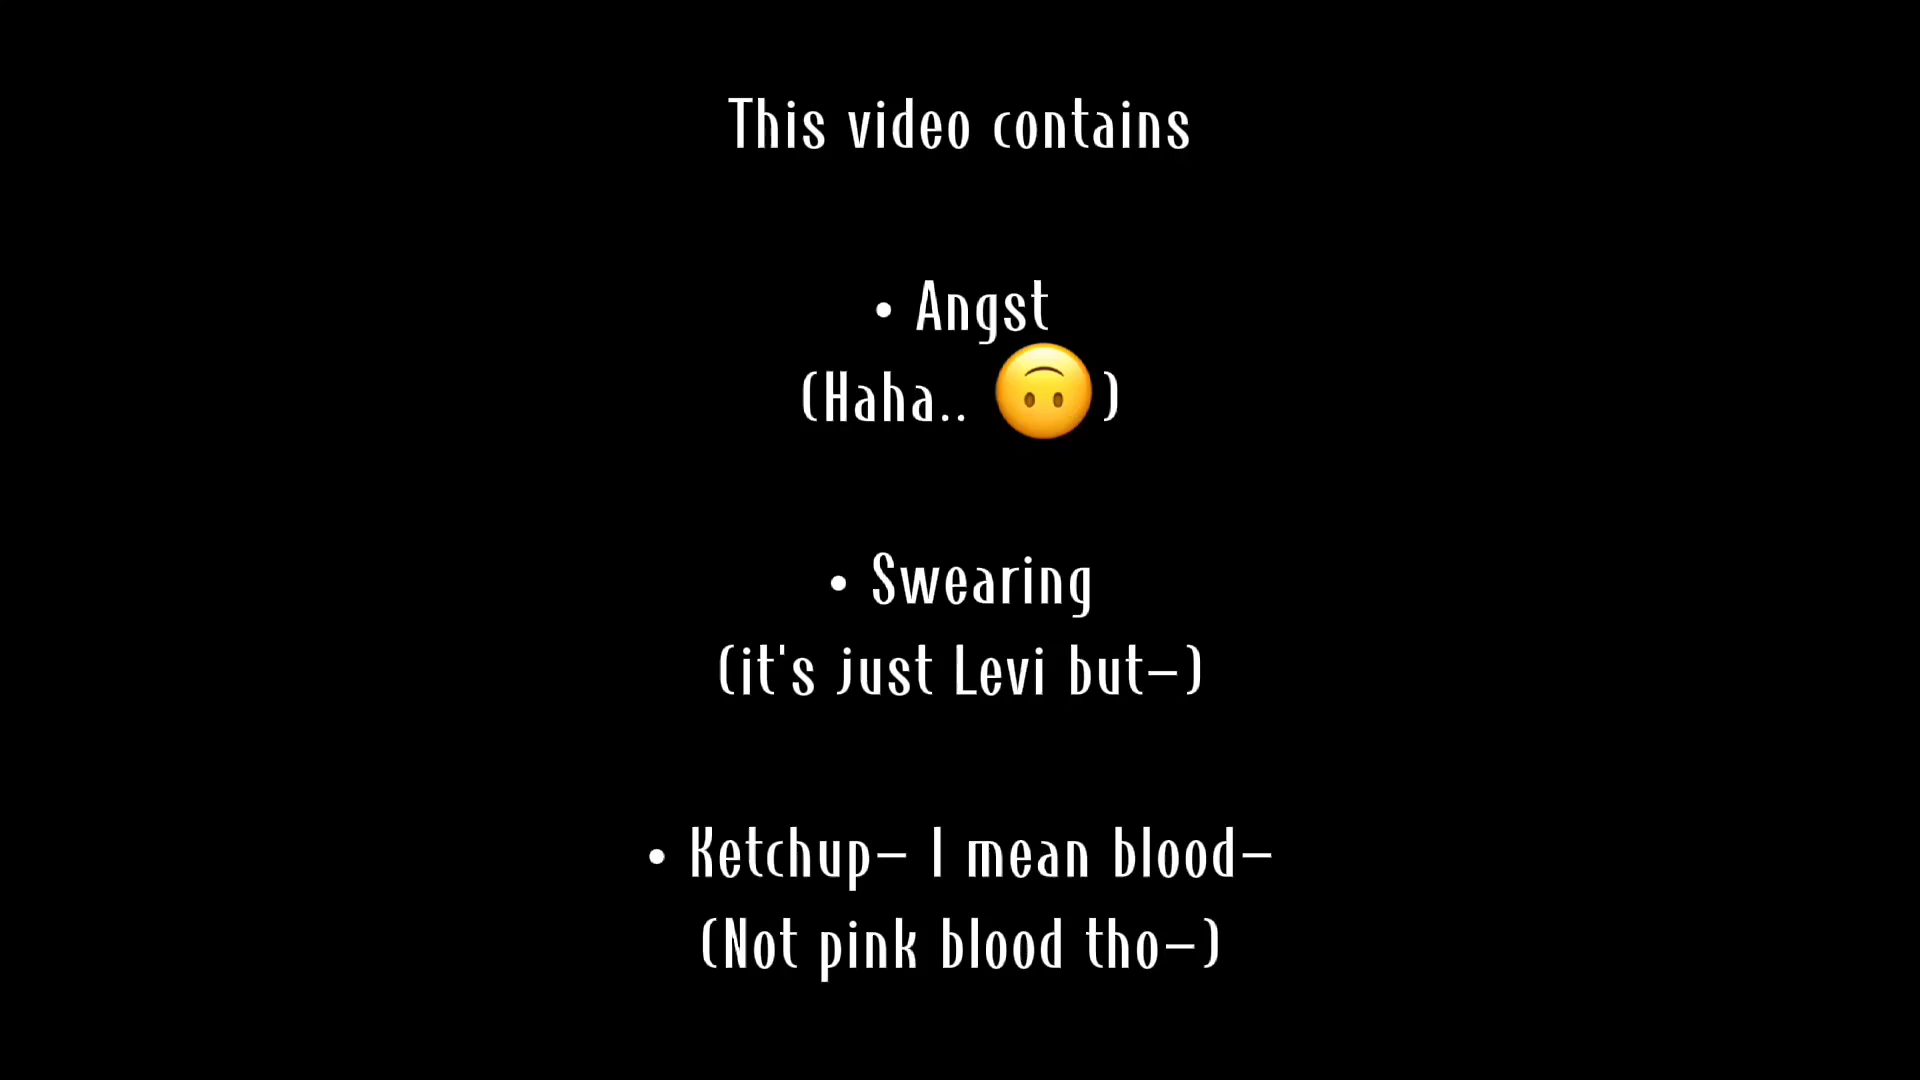 This video contains
• Angst
(Haha.. 🙃)
• Swearing
(it's just Levi but-)
• Ketchup- I mean blood-
(Not pink blood tho-)